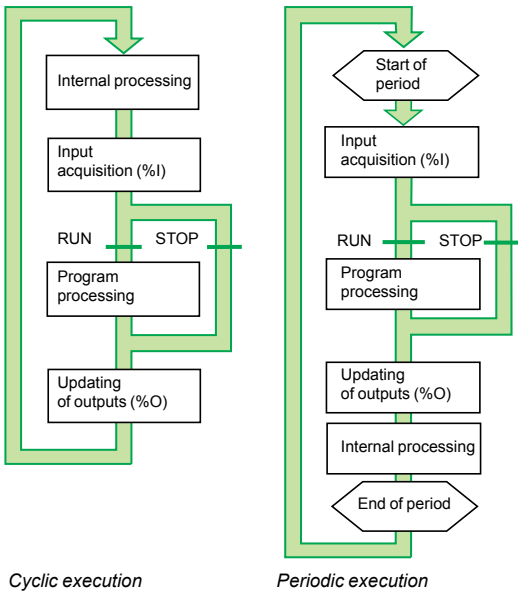 Internal processing
Input
acquisition (%I)
RUN STOP
Program
processing
Updating
of outputs (%O)
Cyclic execution
Start of
period
Input
acquisition (%I)
RUN STOP
Program
processing
Updating
of outputs (%O)
Internal processing
End of period
Periodic execution